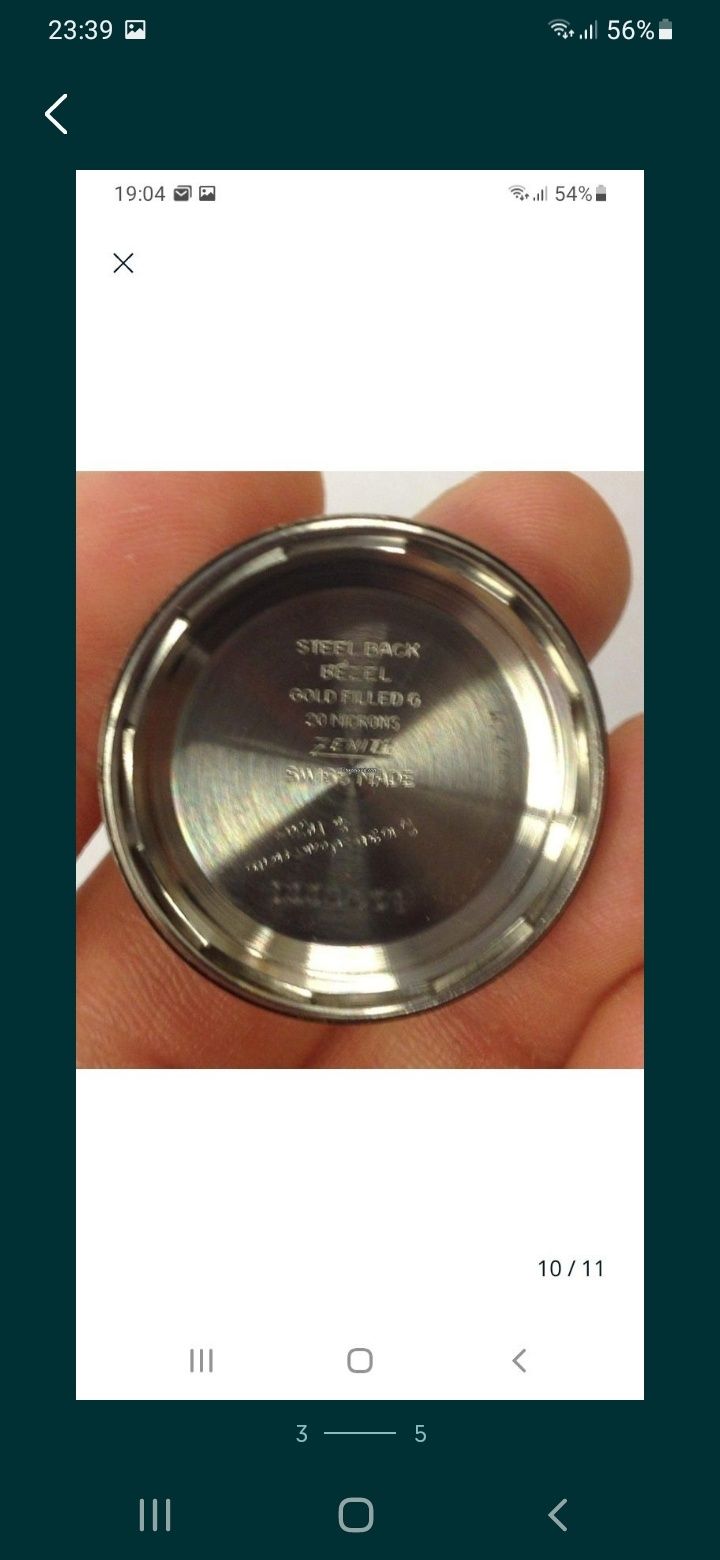 23:39 56%
19:04 54%
STEEL BACK
BEZEL
GOLD FILLED G
20 MICRONS
ZENITH
SWISS MADE
10 / 11
3 5